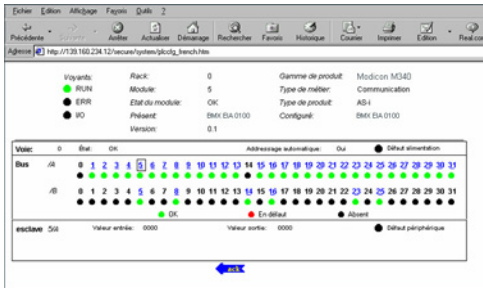 Fichier Edition Affichage Favoris Outils ?
Précédente Suivante Arrêter Actualiser Démarrage Rechercher Favoris Historique Courrier Imprimer Edition Real.com
Adresse http://139.160.234.12/secure/system/plccfg_french.htm
Voyants: Rack: 0 Gamme de produit: Modicon M340
RUN Module: 5 Type de métier: Communication
ERR Etat du module: OK Type de produit: AS-i
I/O Présent: BMX EIA 0100 Configuré: BMX EIA 0100
Version: 0.1
Voie: 0 État: OK Addressage automatique: Oui Défaut alimentation
Bus /A 0 1 2 3 4 5 6 7 8 9 10 11 12 13 14 15 16 17 18 19 20 21 22 23 24 25 26 27 28 29 30 31
/B 0 1 2 3 4 5 6 7 8 9 10 11 12 13 14 15 16 17 18 19 20 21 22 23 24 25 26 27 28 29 30 31
OK En défaut Absent
esclave 5/A Valeur entrée: 0000 Valeur sortie: 0000 Défaut périphérique